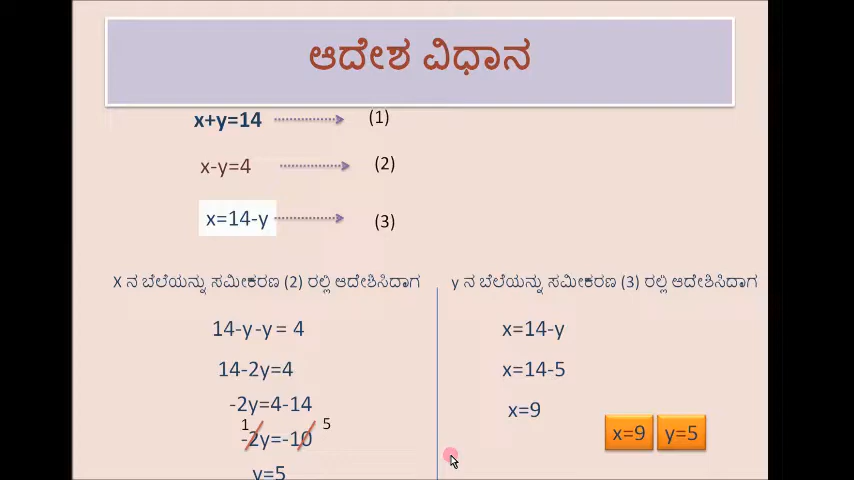 ಆದೇಶ ವಿಧಾನ
x+y=14 (1)
x-y=4 (2)
x=14-y (3)
X ನ ಬೆಲೆಯನ್ನು ಸಮೀಕರಣ (2) ರಲ್ಲಿ ಆದೇಶಿಸಿದಾಗ
14-y-y = 4
14-2y=4
-2y=4-14
1 5
-2y=-10
y=5
y ನ ಬೆಲೆಯನ್ನು ಸಮೀಕರಣ (3) ರಲ್ಲಿ ಆದೇಶಿಸಿದಾಗ
x=14-y
x=14-5
x=9
x=9 y=5